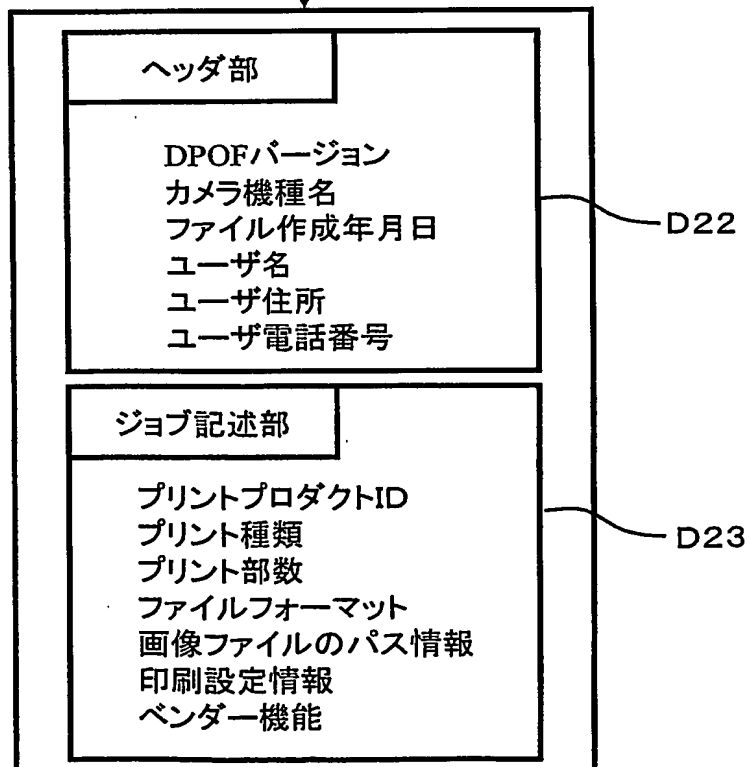 ヘッダ部
DPOFバージョン
カメラ機種名
ファイル作成年月日
ユーザ名
ユーザ住所
ユーザ電話番号
D22
ジョブ記述部
プリントプロダクトID
プリント種類
プリント部数
ファイルフォーマット
画像ファイルのパス情報
印刷設定情報
ベンダー機能
D23